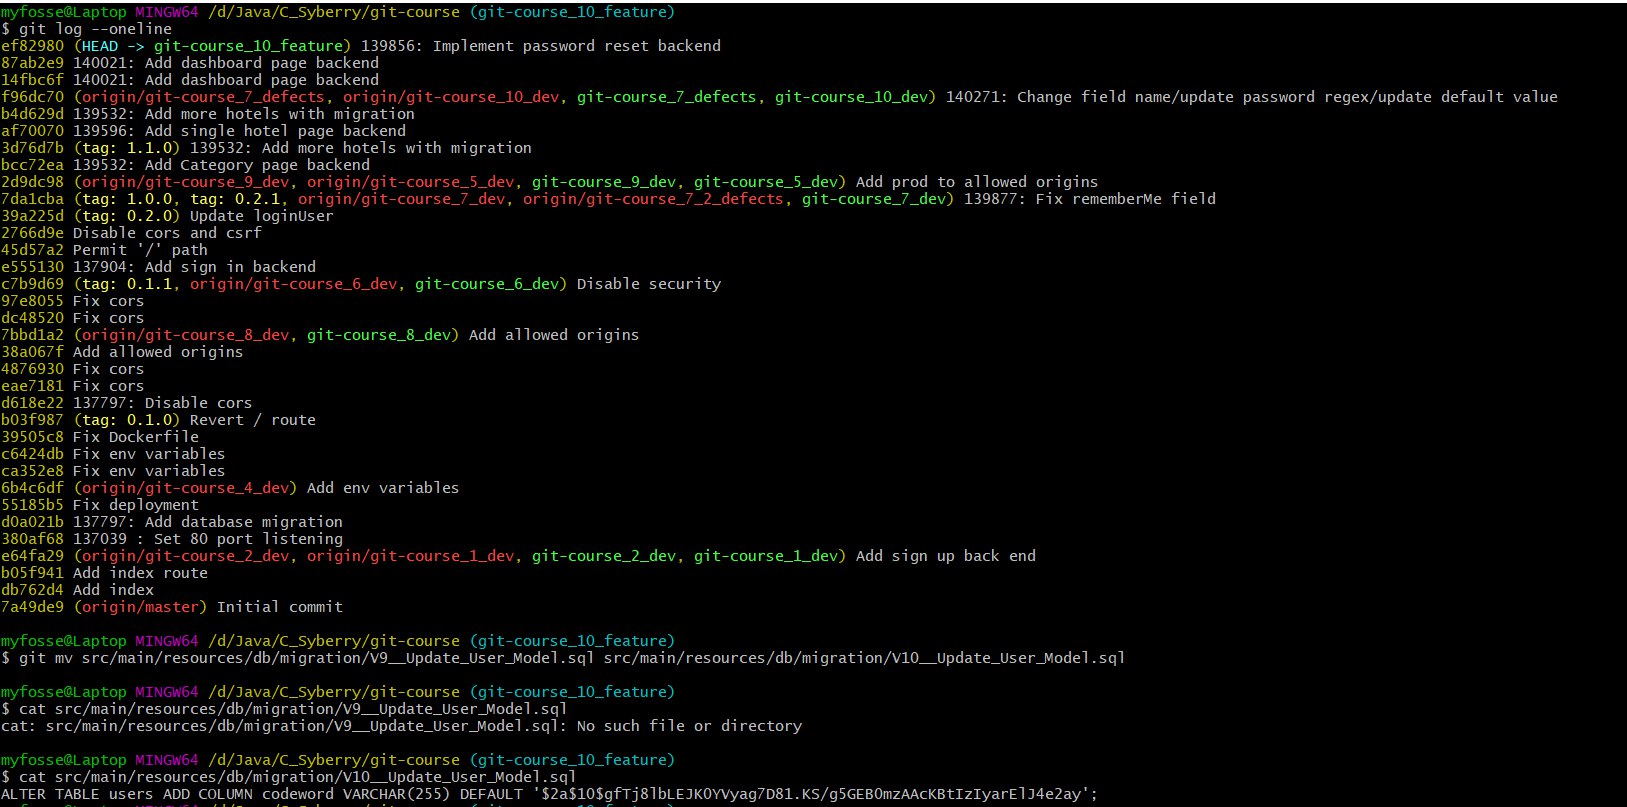 myfosse@Laptop MINGW64 /d/Java/C_Syberry/git-course (git-course_10_feature)
$ git log --oneline
ef82980 (HEAD -> git-course_10_feature) 139856: Implement password reset backend
87ab2e9 140021: Add dashboard page backend
14fbc6f 140021: Add dashboard page backend
f96dc70 (origin/git-course_7_defects, origin/git-course_10_dev, git-course_7_defects, git-course_10_dev) 140271: Change field name/update password regex/update default value
b4d629d 139532: Add more hotels with migration
af70070 139596: Add single hotel page backend
3d76d7b (tag: 1.1.0) 139532: Add more hotels with migration
bcc72ea 139532: Add Category page backend
2d9dc98 (origin/git-course_9_dev, origin/git-course_5_dev, git-course_9_dev, git-course_5_dev) Add prod to allowed origins
7da1cba (tag: 1.0.0, tag: 0.2.1, origin/git-course_7_dev, origin/git-course_7_2_defects, git-course_7_dev) 139877: Fix rememberMe field
39a225d (tag: 0.2.0) Update loginUser
2766d9e Disable cors and csrf
45d57a2 Permit '/' path
e555130 137904: Add sign in backend
c7b9d69 (tag: 0.1.1, origin/git-course_6_dev, git-course_6_dev) Disable security
97e8055 Fix cors
dc48520 Fix cors
7bbd1a2 (origin/git-course_8_dev, git-course_8_dev) Add allowed origins
38a067f Add allowed origins
4876930 Fix cors
eae7181 Fix cors
d618e22 137797: Disable cors
b03f987 (tag: 0.1.0) Revert / route
39505c8 Fix Dockerfile
c6424db Fix env variables
ca352e8 Fix env variables
6b4c6df (origin/git-course_4_dev) Add env variables
55185b5 Fix deployment
d0a021b 137797: Add database migration
380af68 137039 : Set 80 port listening
e64fa29 (origin/git-course_2_dev, origin/git-course_1_dev, git-course_2_dev, git-course_1_dev) Add sign up back end
b05f941 Add index route
db762d4 Add index
7a49de9 (origin/master) Initial commit
myfosse@Laptop MINGW64 /d/Java/C_Syberry/git-course (git-course_10_feature)
$ git mv src/main/resources/db/migration/V9__Update_User_Model.sql src/main/resources/db/migration/V10__Update_User_Model.sql
myfosse@Laptop MINGW64 /d/Java/C_Syberry/git-course (git-course_10_feature)
$ cat src/main/resources/db/migration/V9__Update_User_Model.sql
cat: src/main/resources/db/migration/V9__Update_User_Model.sql: No such file or directory
myfosse@Laptop MINGW64 /d/Java/C_Syberry/git-course (git-course_10_feature)
$ cat src/main/resources/db/migration/V10__Update_User_Model.sql
ALTER TABLE users ADD COLUMN codeword VARCHAR(255) DEFAULT '$2a$10$gfTj8lbLEJKOYVyag7D81.KS/g5GEBOmzAAcKBtIzIyarElJ4e2ay';